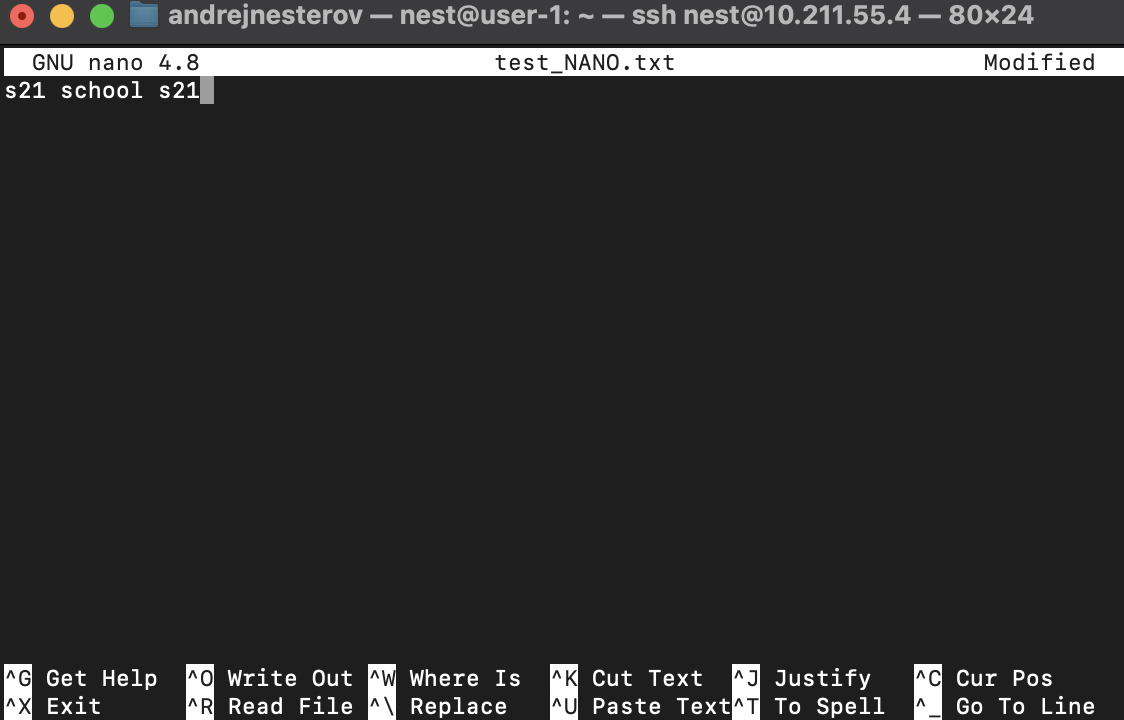 andrejnesterov — nest@user-1: ~ — ssh nest@10.211.55.4 — 80×24
GNU nano 4.8 test_NANO.txt Modified
s21 school s21
^G Get Help ^O Write Out ^W Where Is ^K Cut Text ^J Justify ^C Cur Pos
^X Exit ^R Read File ^\ Replace ^U Paste Text ^T To Spell ^_ Go To Line